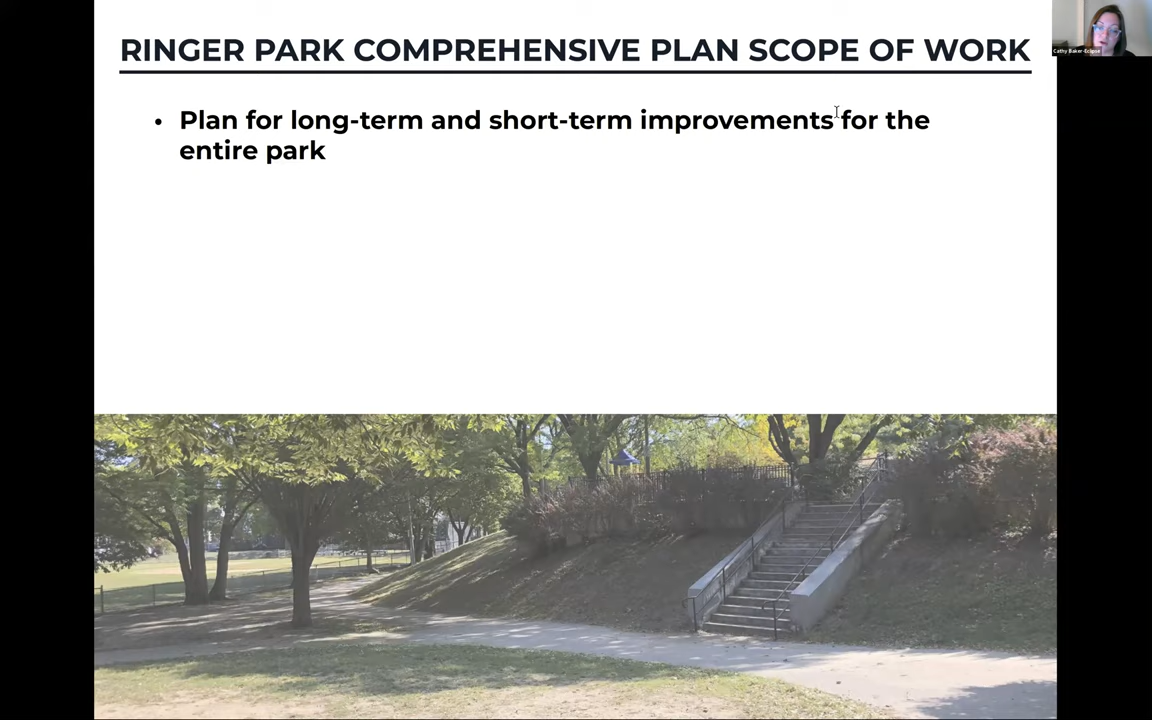 RINGER PARK COMPREHENSIVE PLAN SCOPE OF WORK
Cathy Baker-Eclipse
• Plan for long-term and short-term improvements for the
entire park